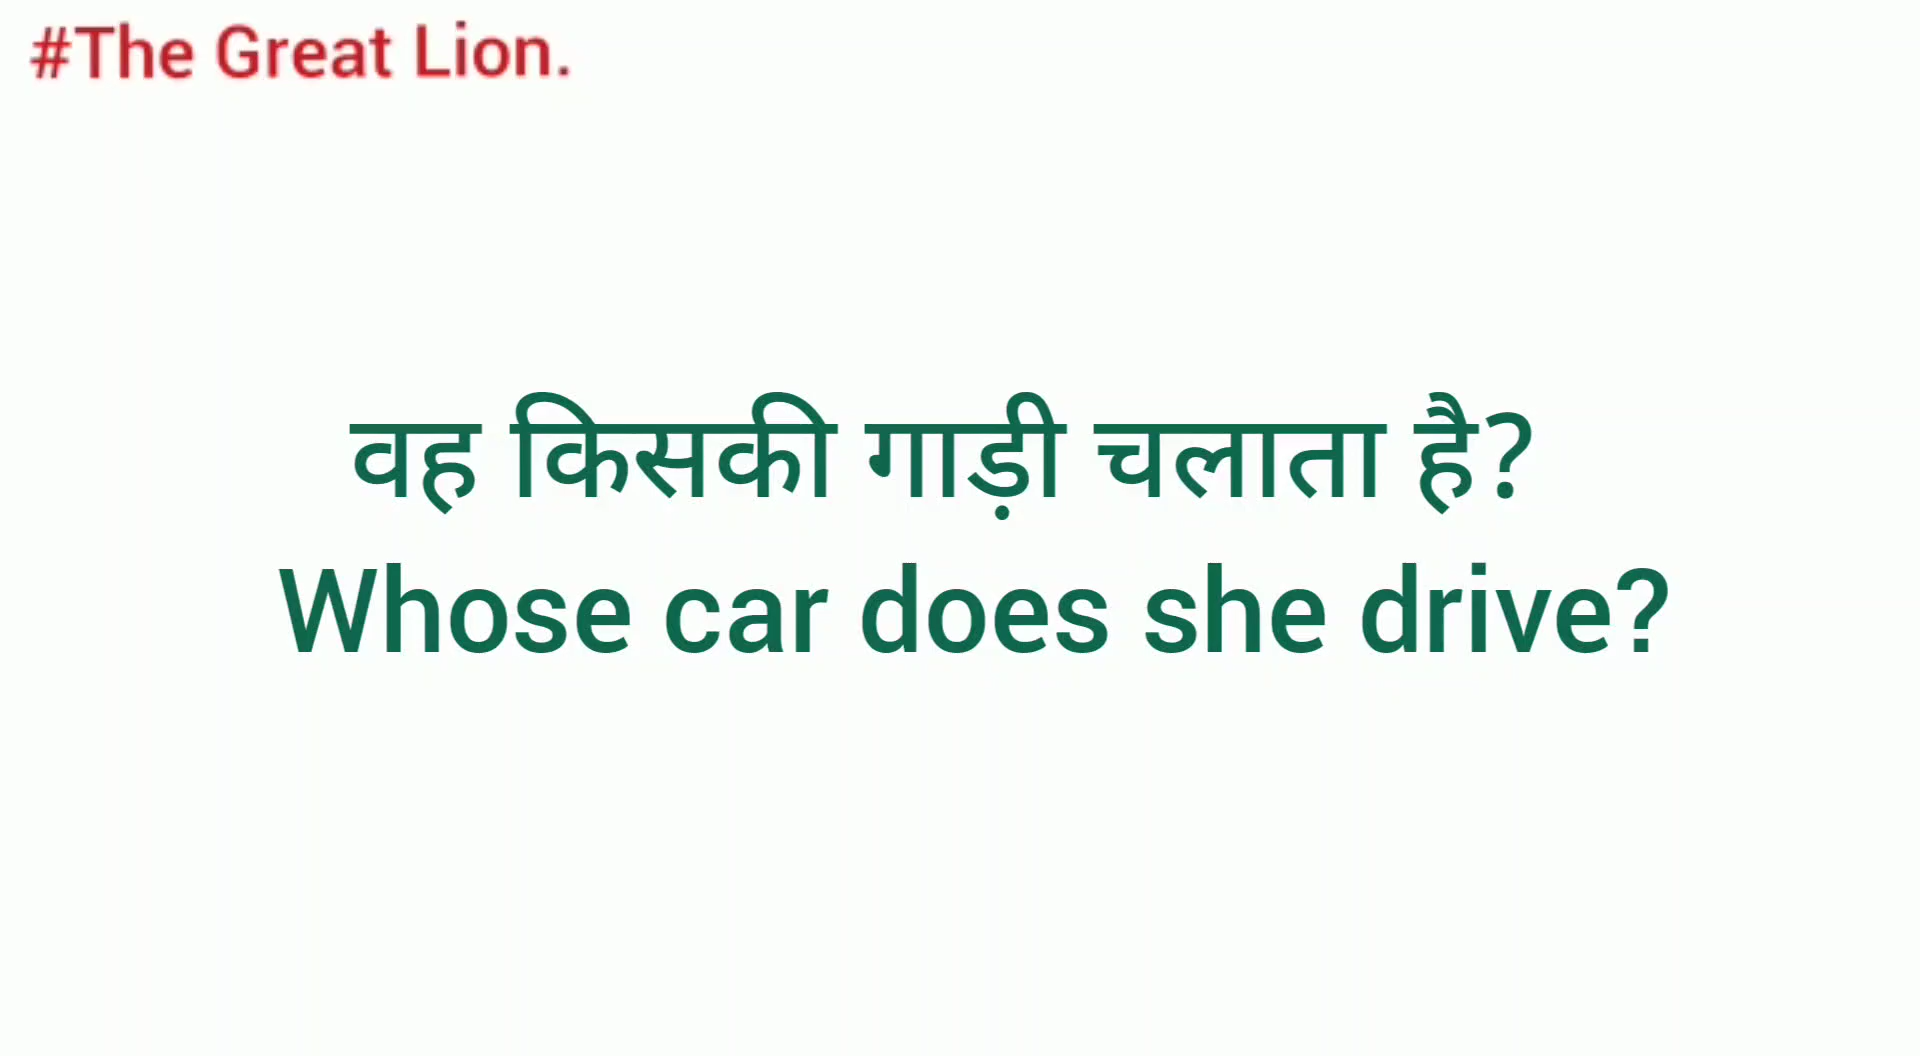 #The Great Lion.
वह किसकी गाड़ी चलाता है?
Whose car does she drive?